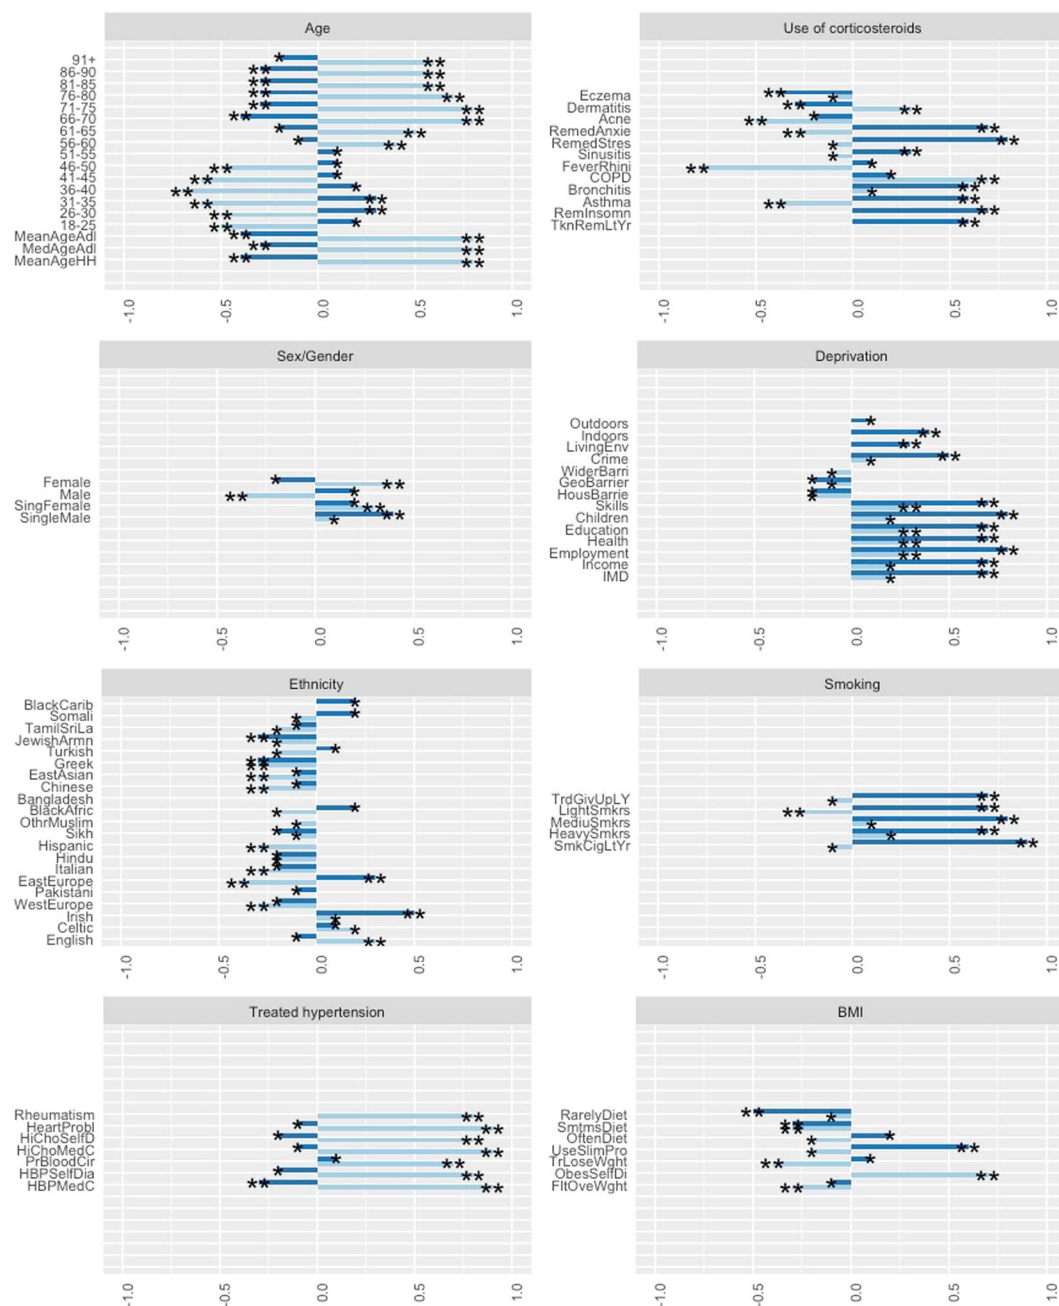 Age
91+
86-90
81-85
76-80
71-75
66-70
61-65
56-60
51-55
46-50
41-45
36-40
31-35
26-30
18-25
MeanAgeAdl
MedAgeAdl
MeanAgeHH
-1.0
-0.5
0.0
0.5
1.0
Use of corticosteroids
Eczema
Dermatitis
Acne
RemedAnxie
RemedStres
Sinusitis
FeverRhini
COPD
Bronchitis
Asthma
RemInsomn
TknRemLtYr
-1.0
-0.5
0.0
0.5
1.0
Sex/Gender
Female
Male
SingFemale
SingleMale
-1.0
-0.5
0.0
0.5
1.0
Deprivation
Outdoors
Indoors
LivingEnv
Crime
WiderBarri
GeoBarrier
HousBarrie
Skills
Children
Education
Health
Employment
Income
IMD
-1.0
-0.5
0.0
0.5
1.0
Ethnicity
BlackCarib
Somali
TamilSriLa
JewishArmn
Turkish
Greek
EastAsian
Chinese
Bangladesh
BlackAfric
OthrMuslim
Sikh
Hispanic
Hindu
Italian
EastEurope
Pakistani
WestEurope
Irish
Celtic
English
-1.0
-0.5
0.0
0.5
1.0
Smoking
TrdGivUpLY
LightSmkrs
MediuSmkrs
HeavySmkrs
SmkCigLtYr
-1.0
-0.5
0.0
0.5
1.0
Treated hypertension
Rheumatism
HeartProbl
HiChoSelfD
HiChoMedC
PrBloodCir
HBPSelfDia
HBPMedC
-1.0
-0.5
0.0
0.5
1.0
BMI
RarelyDiet
SmtmsDiet
OftenDiet
UseSlimPro
TrLoseWght
ObesSelfDi
FltOveWght
-1.0
-0.5
0.0
0.5
1.0